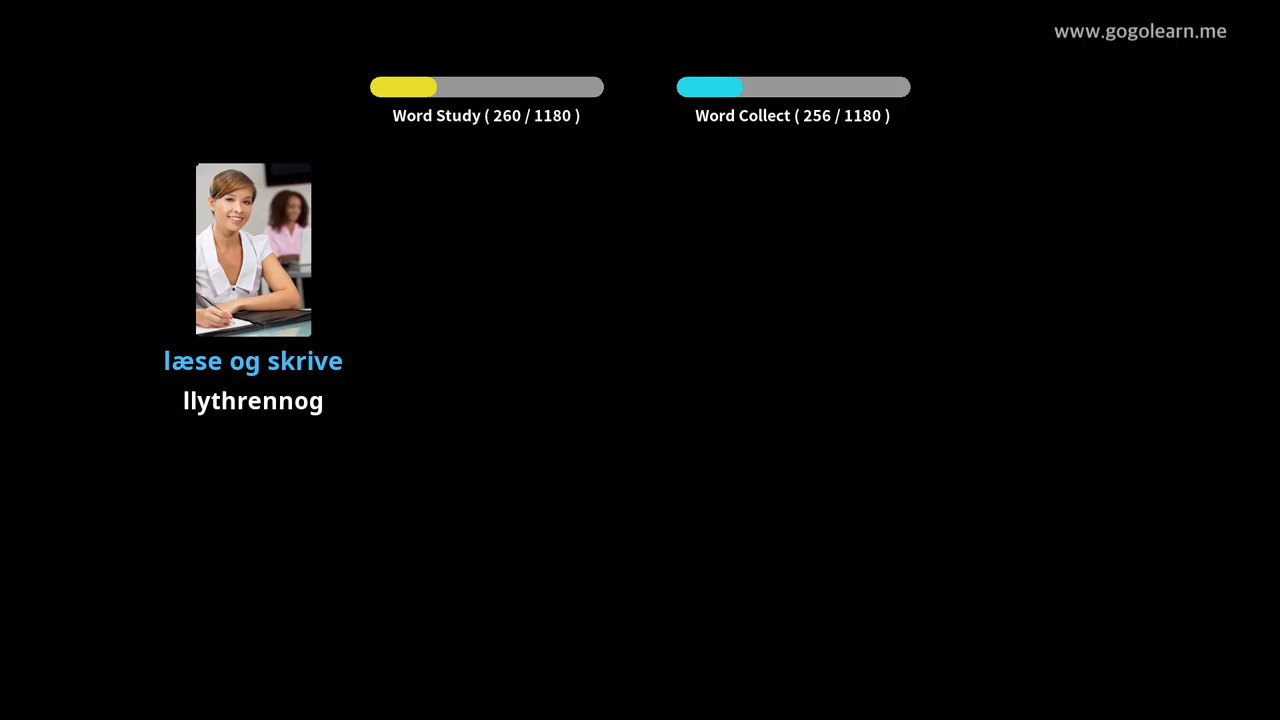 www.gogolearn.me
Word Study ( 260 / 1180 )
Word Collect ( 256 / 1180 )
læse og skrive
llythrennog